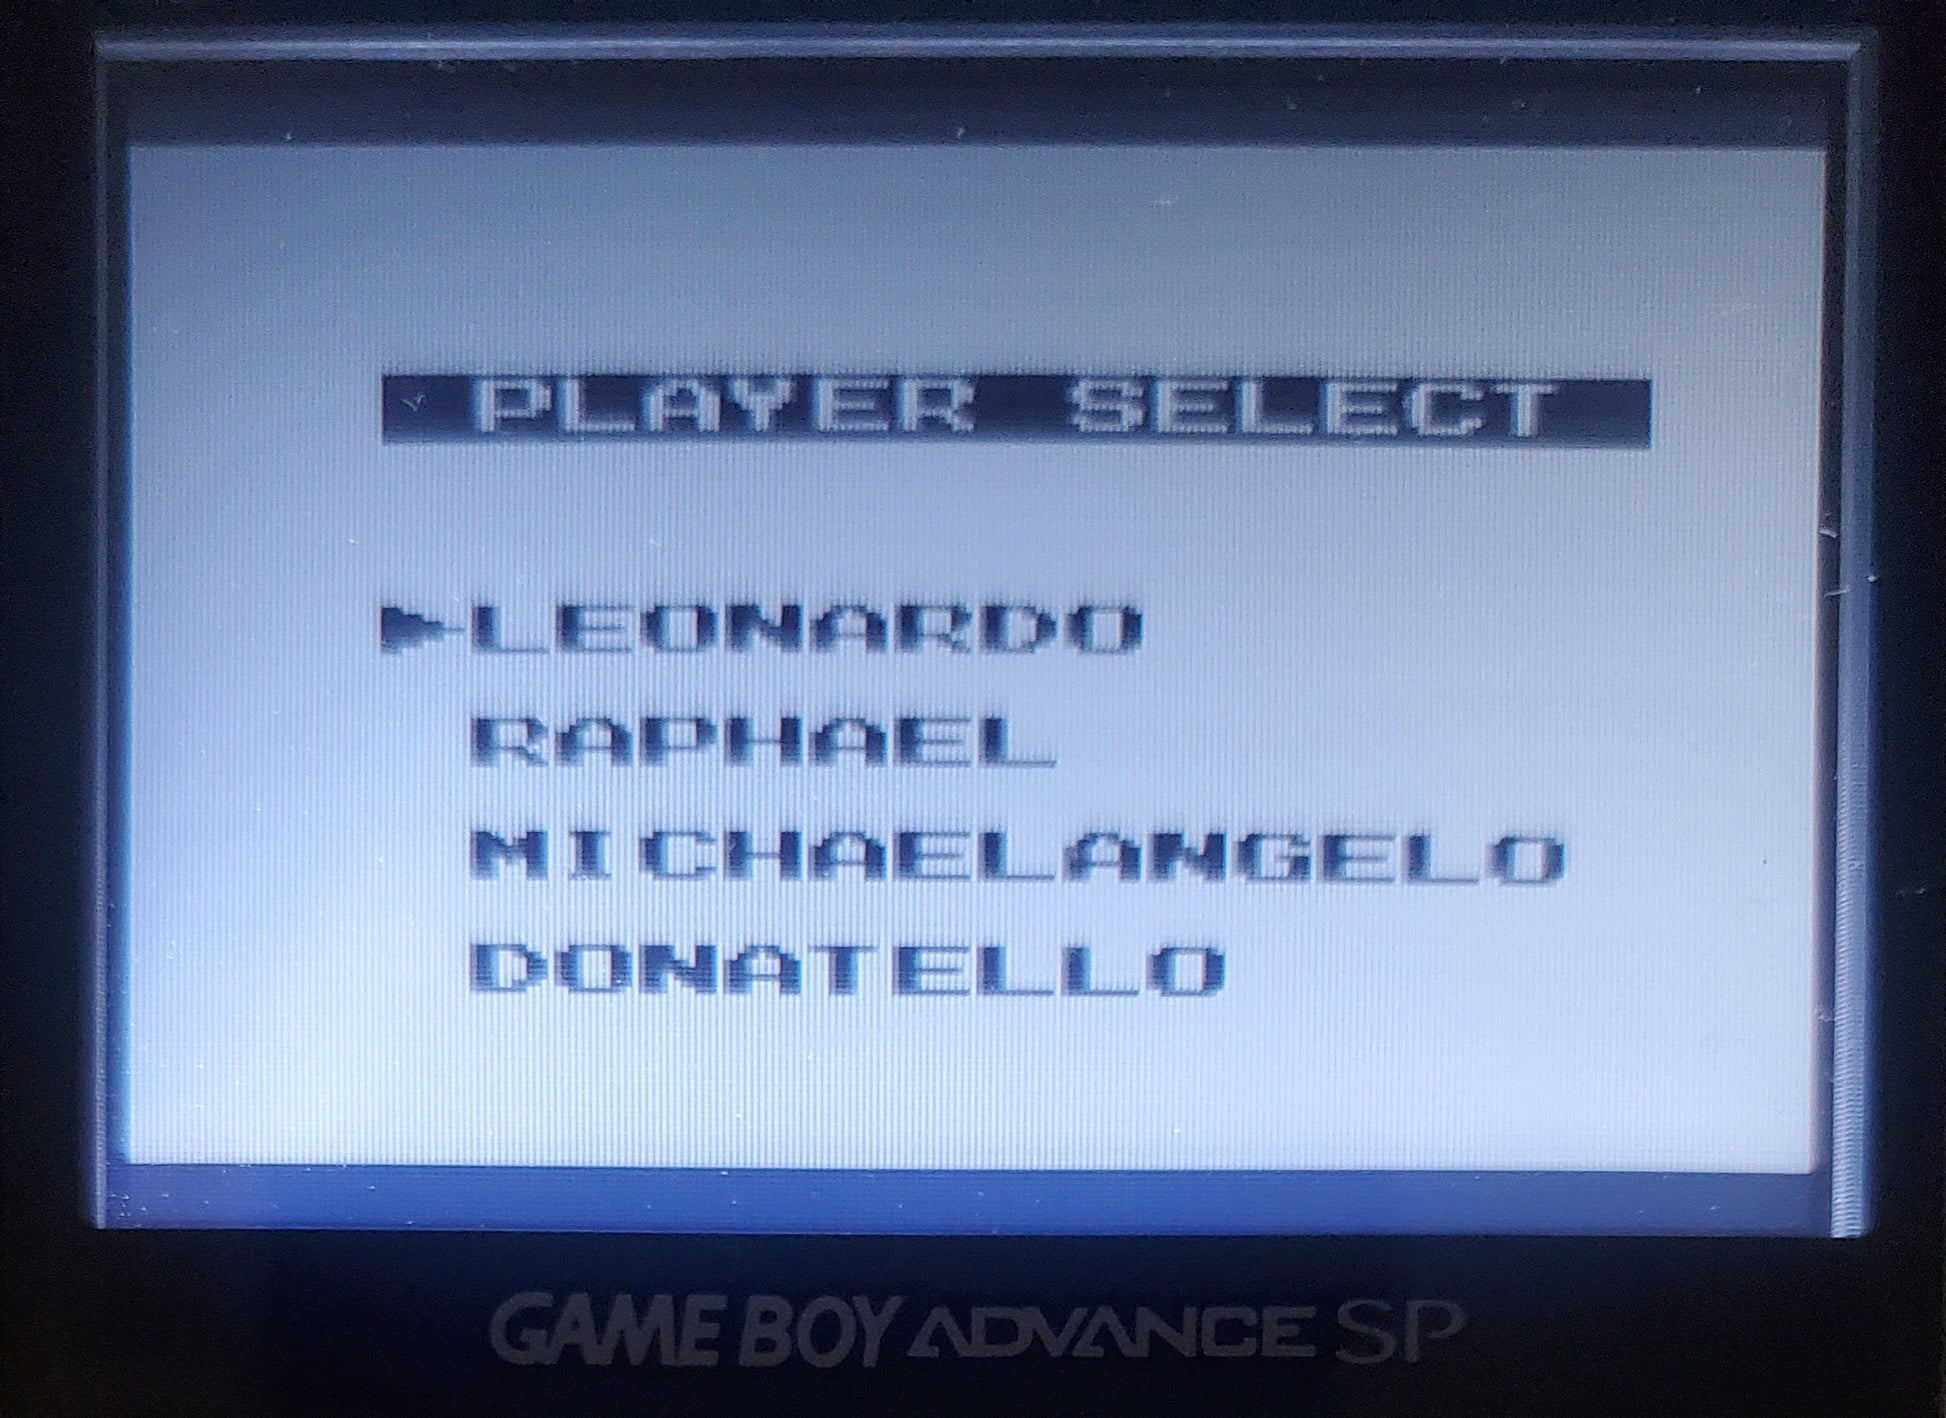 PLAYER SELECT
►LEONARDO
RAPHAEL
MICHAELANGELO
DONATELLO
GAME BOY ADVANCE SP